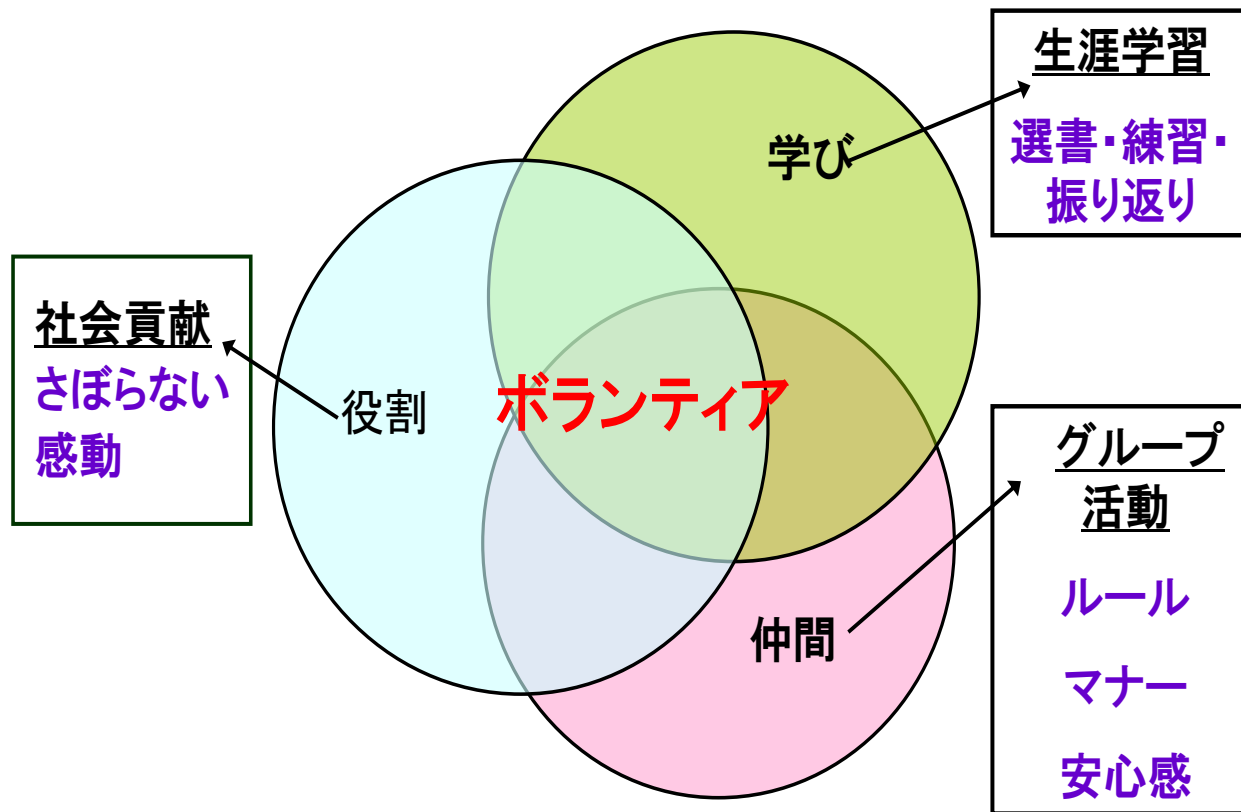 生涯学習
選書・練習・
振り返り
学び
社会貢献
さぼらない
感動
役割
ボランティア
グループ
活動
ルール
マナー
安心感
仲間